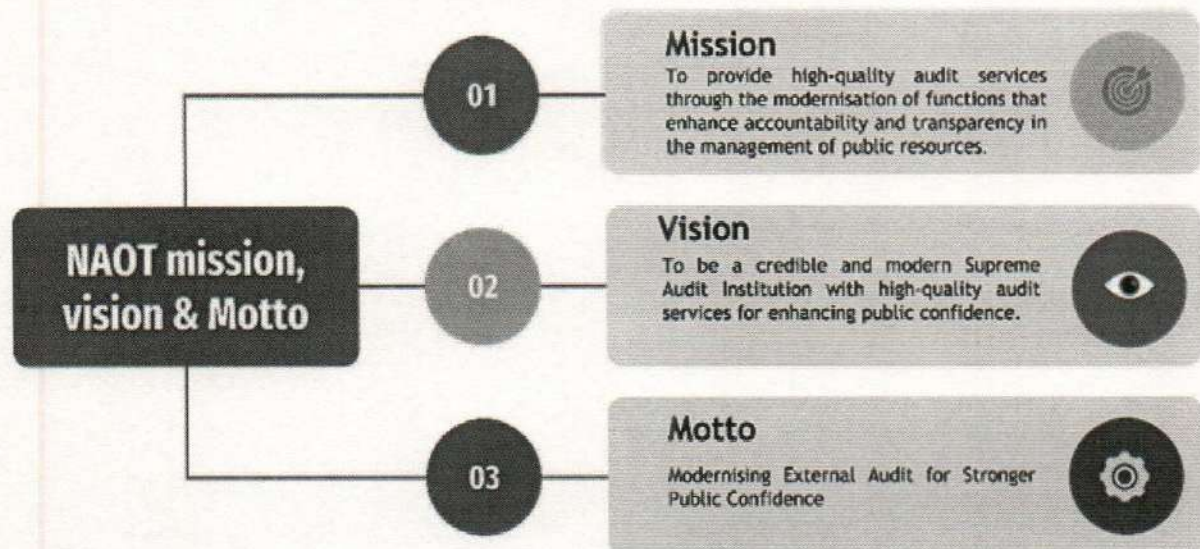 NAOT mission,
vision & Motto
01
Mission
To provide high-quality audit services
through the modernisation of functions that
enhance accountability and transparency in
the management of public resources.
02
Vision
To be a credible and modern Supreme
Audit Institution with high-quality audit
services for enhancing public confidence.
03
Motto
Modernising External Audit for Stronger
Public Confidence